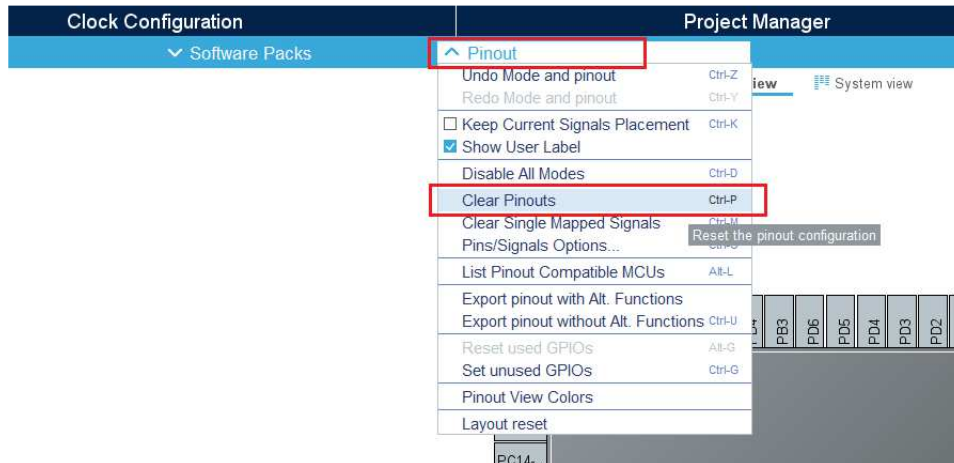 Clock Configuration
Project Manager
Software Packs
Pinout
Undo Mode and pinout Ctrl-Z
Redo Mode and pinout Ctrl-Y
iew
System view
Keep Current Signals Placement Ctrl-K
Show User Label
Disable All Modes Ctrl-D
Clear Pinouts Ctrl-P
Clear Single Mapped Signals Ctrl-M
Reset the pinout configuration
Pins/Signals Options...
List Pinout Compatible MCUs Alt-L
Export pinout with Alt. Functions
Export pinout without Alt. Functions Ctrl-U
Reset used GPIOs Alt-G
Set unused GPIOs Ctrl-G
Pinout View Colors
Layout reset
PB3
PD6
PD5
PD4
PD3
PD2
PC14-